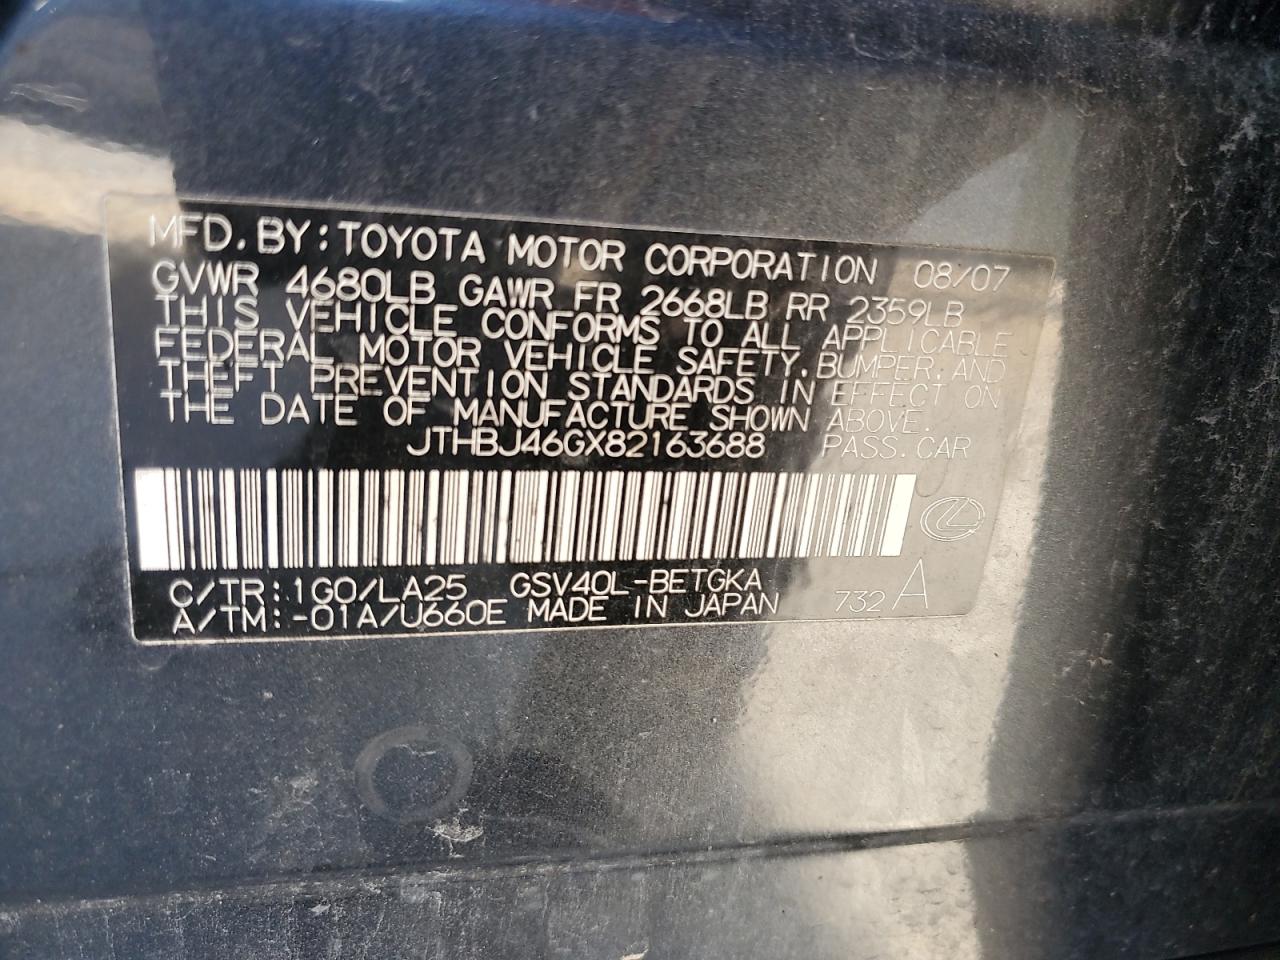 MFD. BY: TOYOTA MOTOR CORPORATION 08/07
GVWR 4680LB GAWR FR 2668LB RR 2359LB
THIS VEHICLE CONFORMS TO ALL APPLICABLE
FEDERAL MOTOR VEHICLE SAFETY, BUMPER, AND
THEFT PREVENTION STANDARDS IN EFFECT ON
THE DATE OF MANUFACTURE SHOWN ABOVE.
JTHBJ46GX82163688 PASS. CAR
C/TR: 1G0/LA25 GSV40L-BETGKA
A/TM: -01A/U660E MADE IN JAPAN 732 A